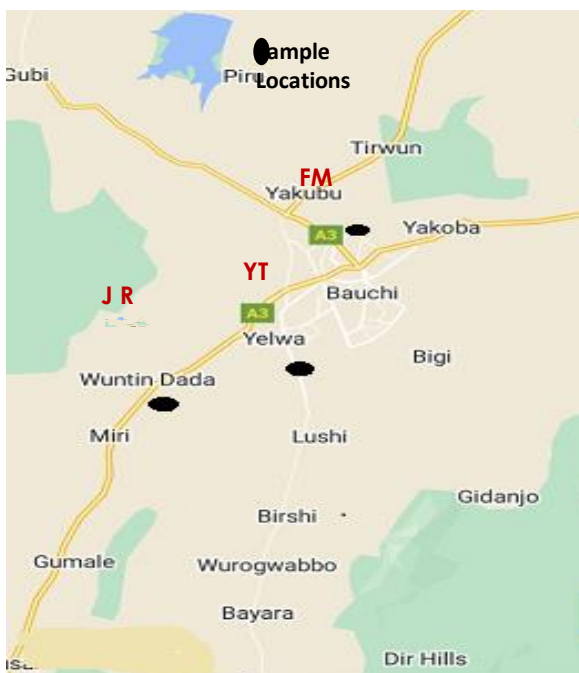 ample
Locations
Gubi
Piru
Tirwun
FM
Yakubu
A3
Yakoba
YT
Bauchi
J R
A3
Yelwa
Bigi
Wuntin Dada
Miri
Lushi
Gidanjo
Birshi
Gumale
Wurogwabbo
Bayara
Dir Hills